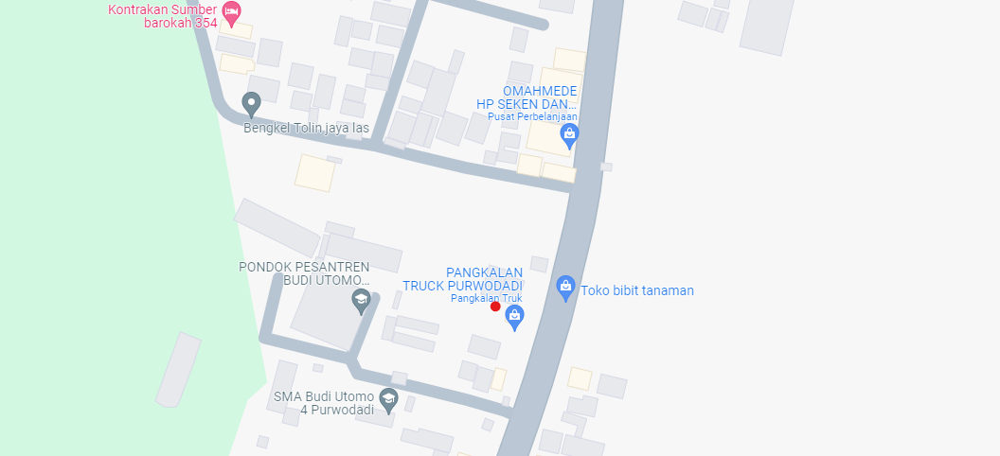 Kontrakan Sumber
barokah 354
OMAHMEDE
HP SEKEN DAN...
Pusat Perbelanjaan
Bengkel Tolin jaya las
PONDOK PESANTREN
BUDI UTOMO...
PANGKALAN
TRUCK PURWODADI
Pangkalan Truk
Toko bibit tanaman
SMA Budi Utomo
4 Purwodadi